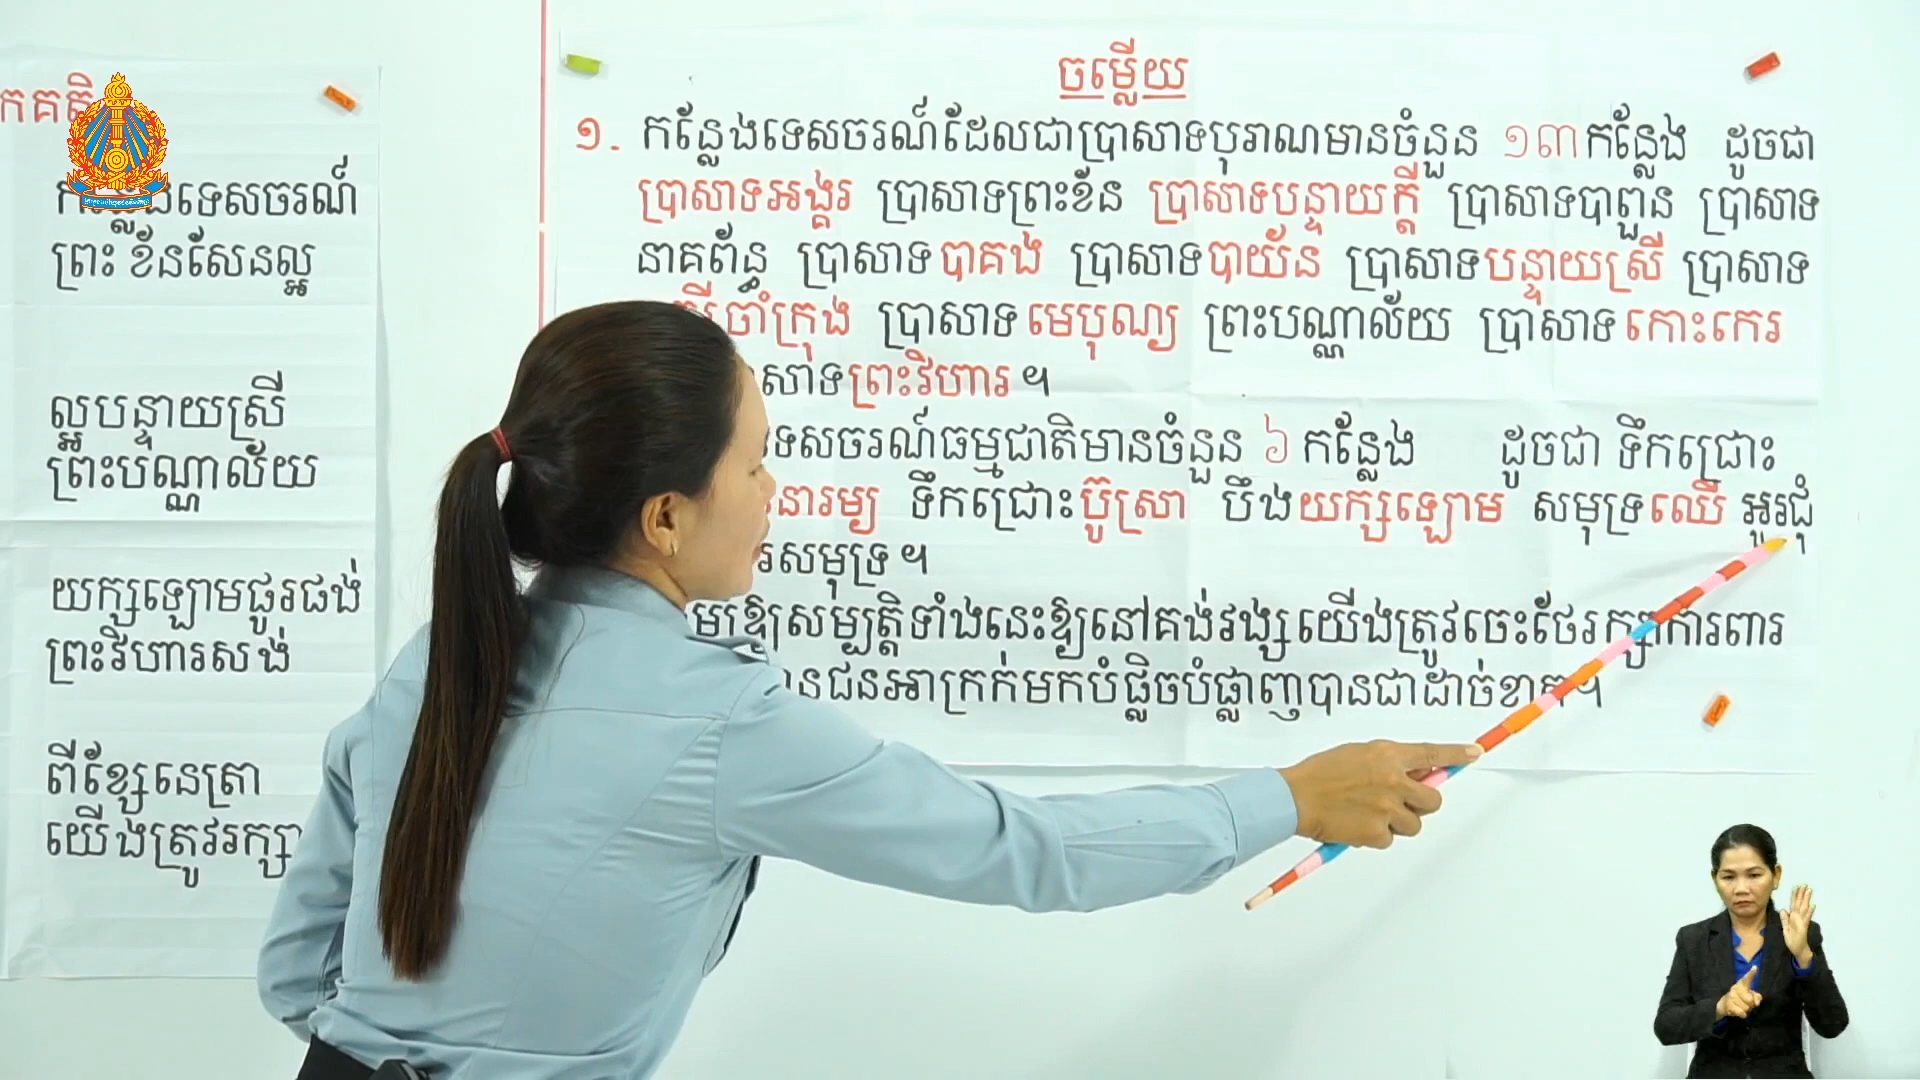 កគតិ
កន្លែងទេសចរណ៍
ព្រះខ័នសែនល្អ
ល្អបន្ទាយស្រី
ព្រះបណ្ណាល័យ
យក្សឡោមផូរផង់
ព្រះវិហារសង់
ពីខ្សែនេត្រា
យើងត្រូវរក្សា
ចម្លើយ
១. កន្លែងទេសចរណ៍ដែលជាប្រាសាទបុរាណមានចំនួន ១៣កន្លែង ដូចជា
ប្រាសាទអង្គរ ប្រាសាទព្រះខ័ន ប្រាសាទបន្ទាយក្ដី ប្រាសាទបាពួន ប្រាសាទ
នាគព័ន្ធ ប្រាសាទបាគង ប្រាសាទបាយ័ន ប្រាសាទបន្ទាយស្រី ប្រាសាទ
ចាំក្រុង ប្រាសាទមេបុណ្យ ព្រះបណ្ណាល័យ ប្រាសាទកោះកេរ
សាទព្រះវិហារ។
ទេសចរណ៍ធម្មជាតិមានចំនួន ៦ កន្លែង ដូចជា ទឹកជ្រោះ
នារម្យ ទឹកជ្រោះប៊ូស្រា បឹងយក្សឡោម សមុទ្រឈើ អូរជុំ
រសមុទ្រ។
មឱ្យសម្បត្តិទាំងនេះឱ្យនៅគង់វង្ស យើងត្រូវចេះថែរក្សាការពារ
នជនអាក្រក់មកបំផ្លិចបំផ្លាញបានជាដាច់ខាត។